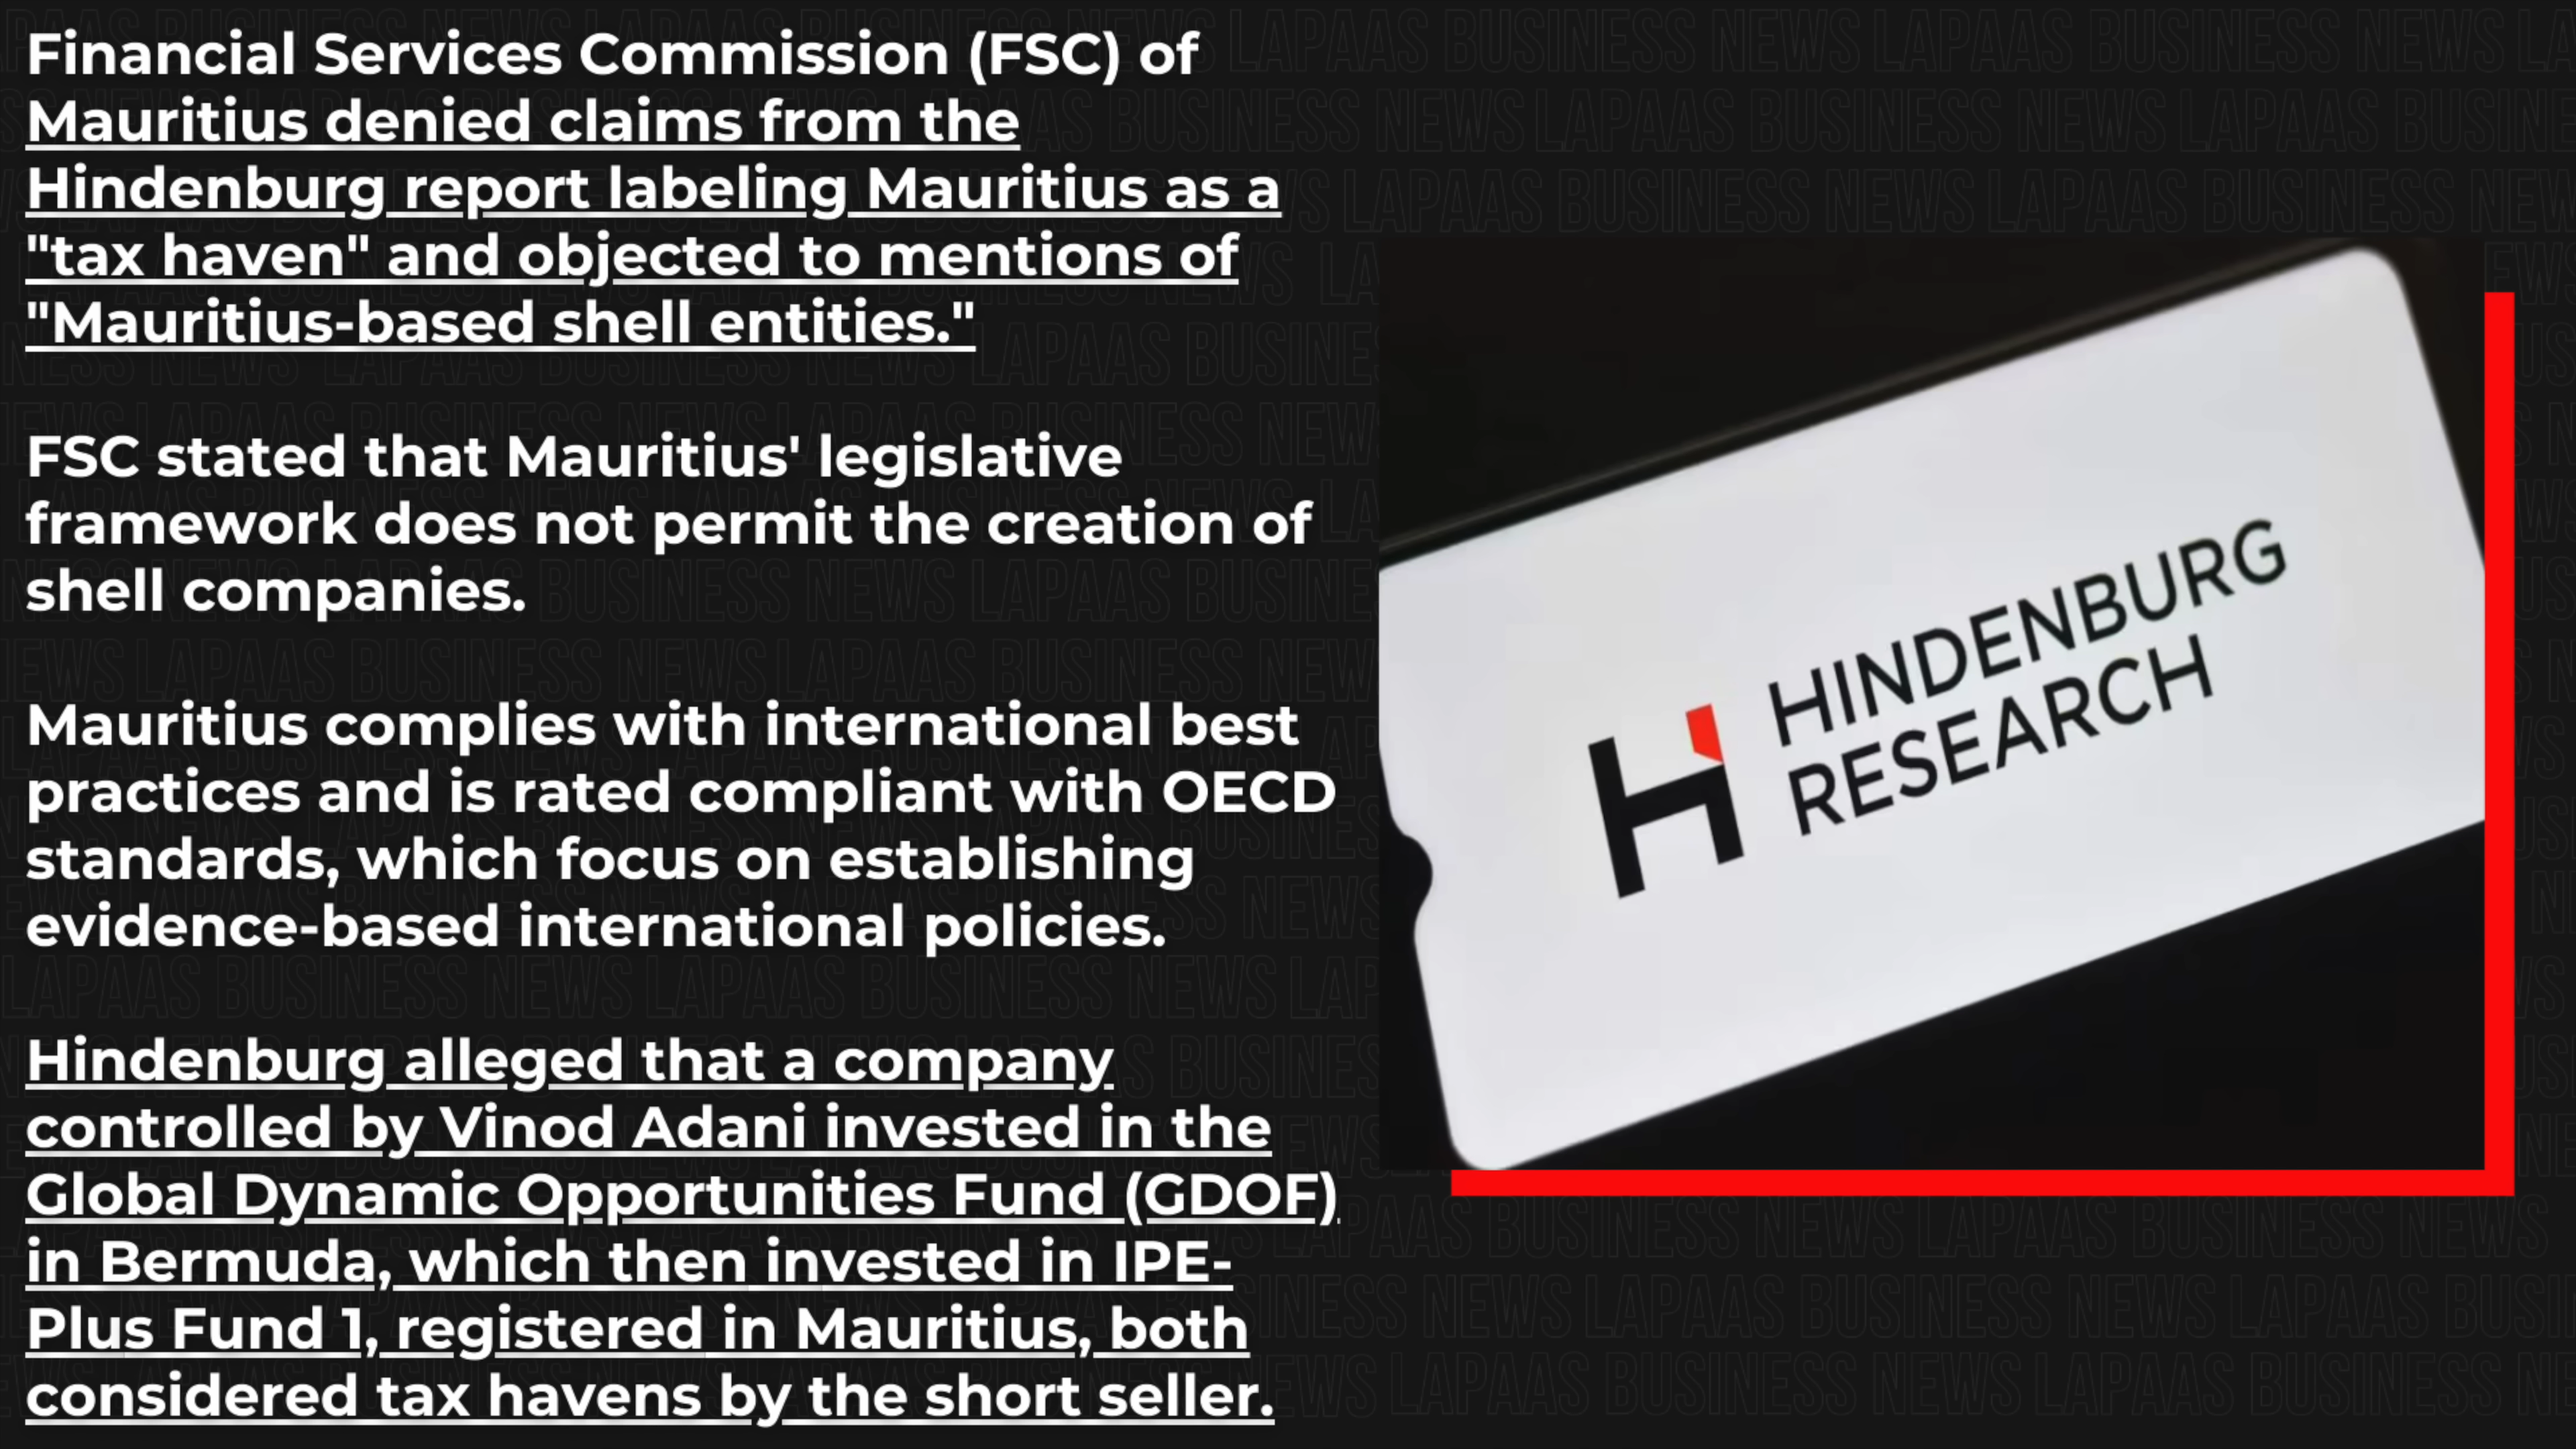 Financial Services Commission (FSC) of
Mauritius denied claims from the
Hindenburg report labeling Mauritius as a
"tax haven" and objected to mentions of
"Mauritius-based shell entities."
FSC stated that Mauritius' legislative
framework does not permit the creation of
shell companies.
Mauritius complies with international best
practices and is rated compliant with OECD
standards, which focus on establishing
evidence-based international policies.
Hindenburg alleged that a company
controlled by Vinod Adani invested in the
Global Dynamic Opportunities Fund (GDOF)
in Bermuda, which then invested in IPE-
Plus Fund 1, registered in Mauritius, both
considered tax havens by the short seller.
HINDENBURG
RESEARCH
LAPAAS BUSINESS NEWS